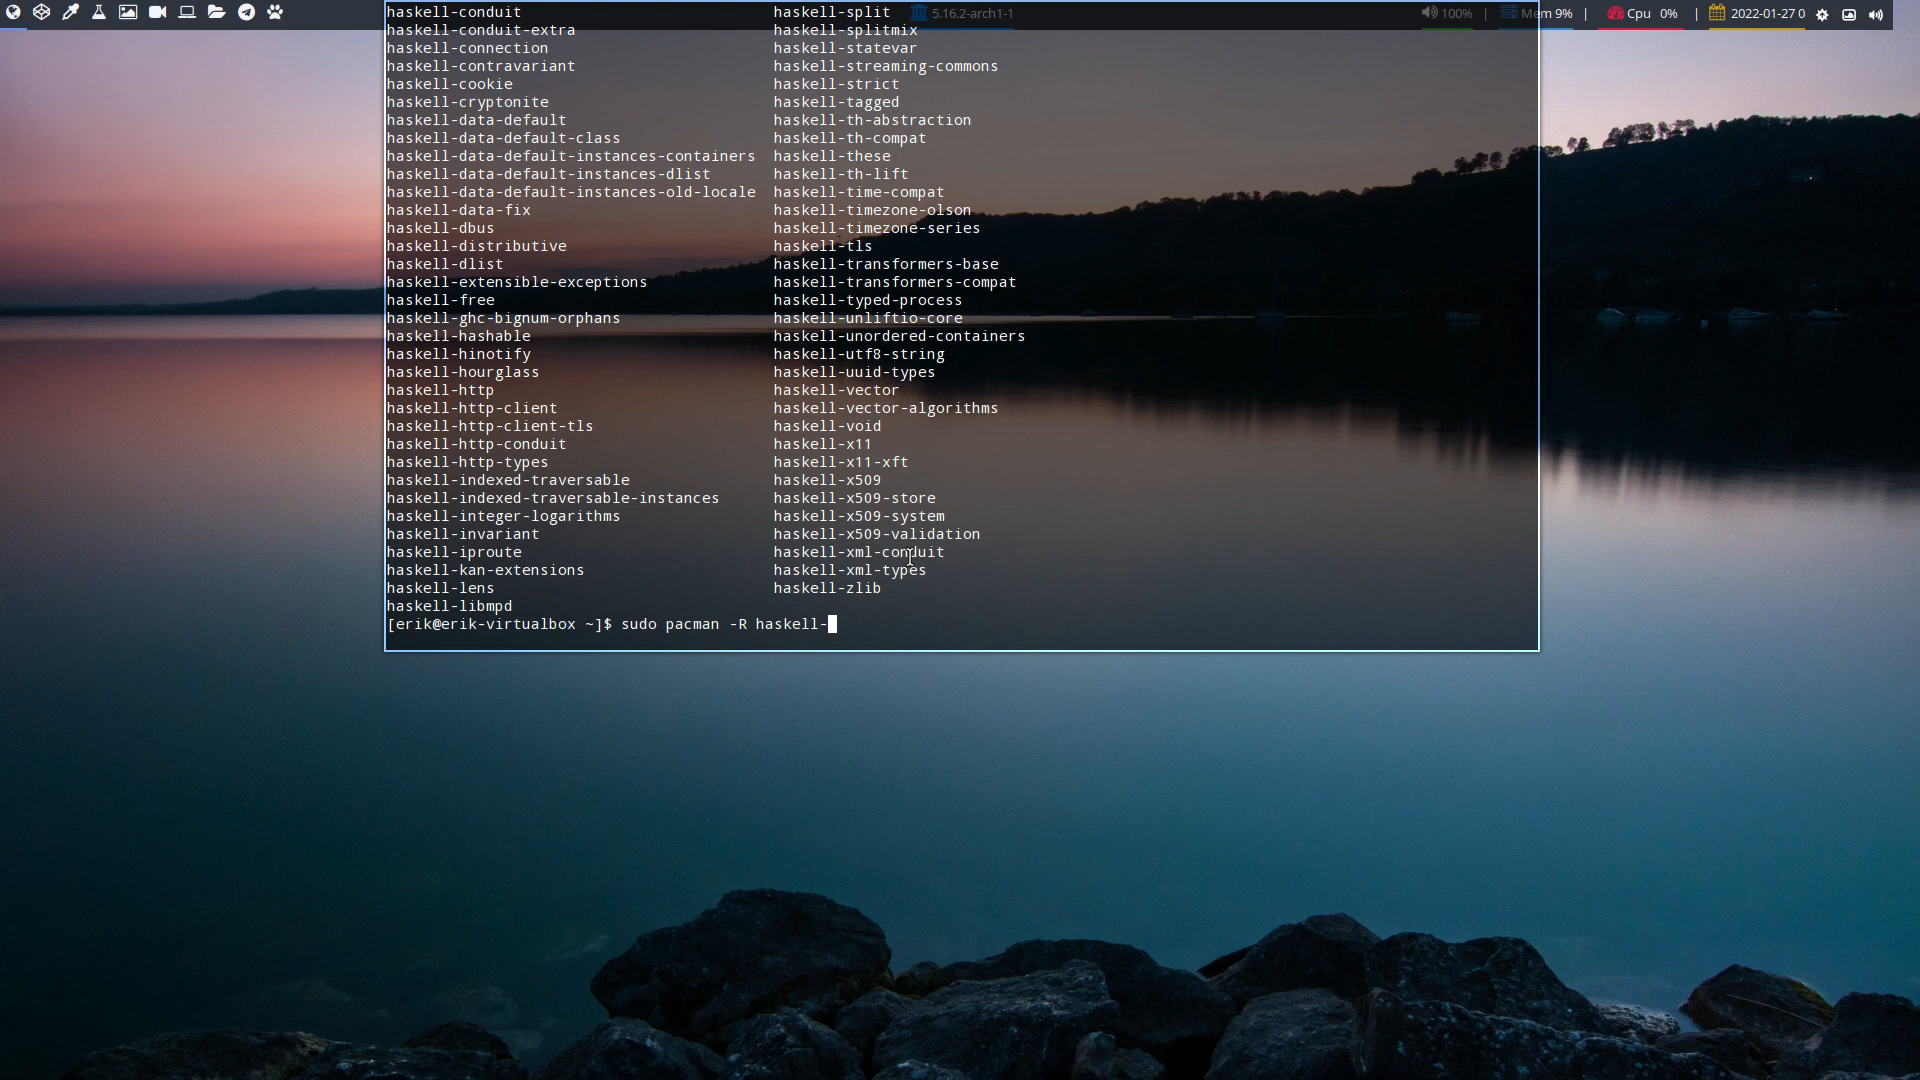 haskell-conduit haskell-split 5.16.2-arch1-1 100% | Mem 9% | Cpu 0% | 2022-01-27 0
haskell-conduit-extra haskell-splitmix
haskell-connection haskell-statevar
haskell-contravariant haskell-streaming-commons
haskell-cookie haskell-strict
haskell-cryptonite haskell-tagged
haskell-data-default haskell-th-abstraction
haskell-data-default-class haskell-th-compat
haskell-data-default-instances-containers haskell-these
haskell-data-default-instances-dlist haskell-th-lift
haskell-data-default-instances-old-locale haskell-time-compat
haskell-data-fix haskell-timezone-olson
haskell-dbus haskell-timezone-series
haskell-distributive haskell-tls
haskell-dlist haskell-transformers-base
haskell-extensible-exceptions haskell-transformers-compat
haskell-free haskell-typed-process
haskell-ghc-bignum-orphans haskell-unliftio-core
haskell-hashable haskell-unordered-containers
haskell-hinotify haskell-utf8-string
haskell-hourglass haskell-uuid-types
haskell-http haskell-vector
haskell-http-client haskell-vector-algorithms
haskell-http-client-tls haskell-void
haskell-http-conduit haskell-x11
haskell-http-types haskell-x11-xft
haskell-indexed-traversable haskell-x509
haskell-indexed-traversable-instances haskell-x509-store
haskell-integer-logarithms haskell-x509-system
haskell-invariant haskell-x509-validation
haskell-iproute haskell-xml-conduit
haskell-kan-extensions haskell-xml-types
haskell-lens haskell-zlib
haskell-libmpd
[erik@erik-virtualbox ~]$ sudo pacman -R haskell-